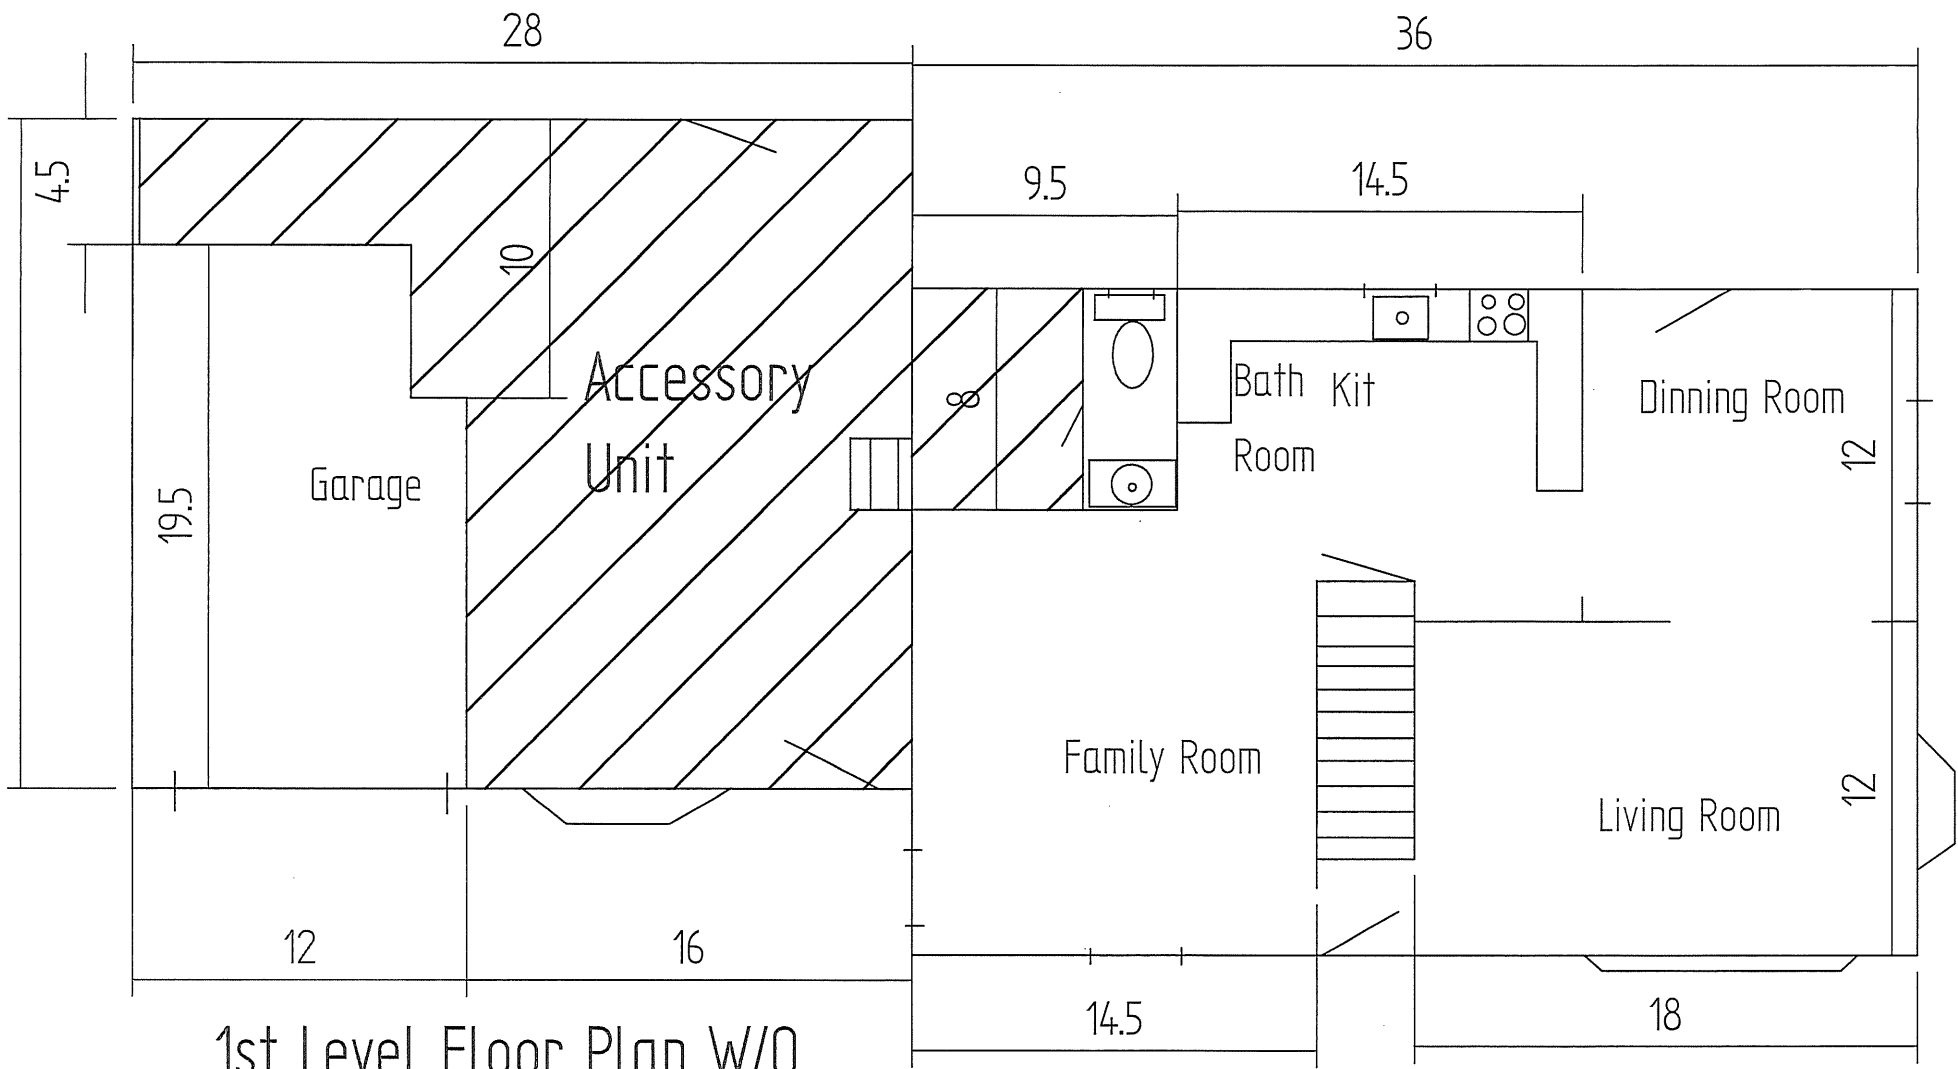 28
36
4.5
9.5
14.5
10
Accessory
Unit
8
Bath
Room
Kit
Dinning Room
12
Garage
19.5
Family Room
Living Room
12
12
16
14.5
18
1st Level Floor Plan W/O